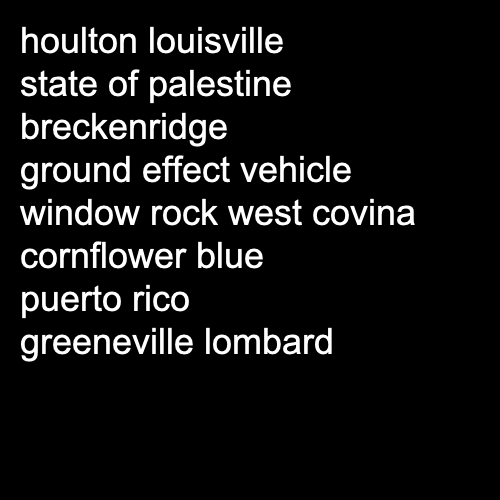 houlton louisville
state of palestine
breckenridge
ground effect vehicle
window rock west covina
cornflower blue
puerto rico
greeneville lombard